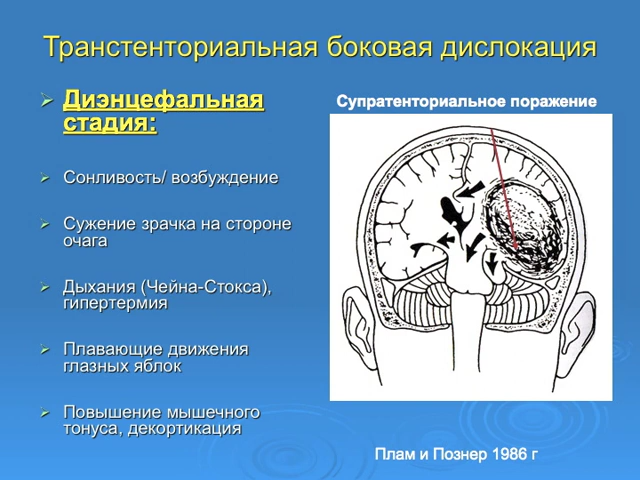 Транстенториальная боковая дислокация
Диэнцефальная
стадия:
Сонливость/ возбуждение
Сужение зрачка на стороне
очага
Дыхания (Чейна-Стокса),
гипертермия
Плавающие движения
глазных яблок
Повышение мышечного
тонуса, декортикация
Супратенториальное поражение
Плам и Познер 1986 г